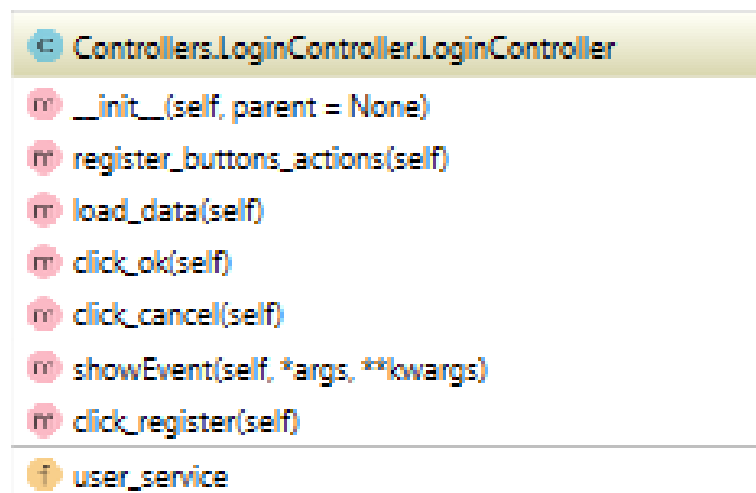 C Controllers.LoginController.LoginController
m __init__(self, parent = None)
m register_buttons_actions(self)
m load_data(self)
m click_ok(self)
m click_cancel(self)
m showEvent(self, *args, **kwargs)
m click_register(self)
f user_service